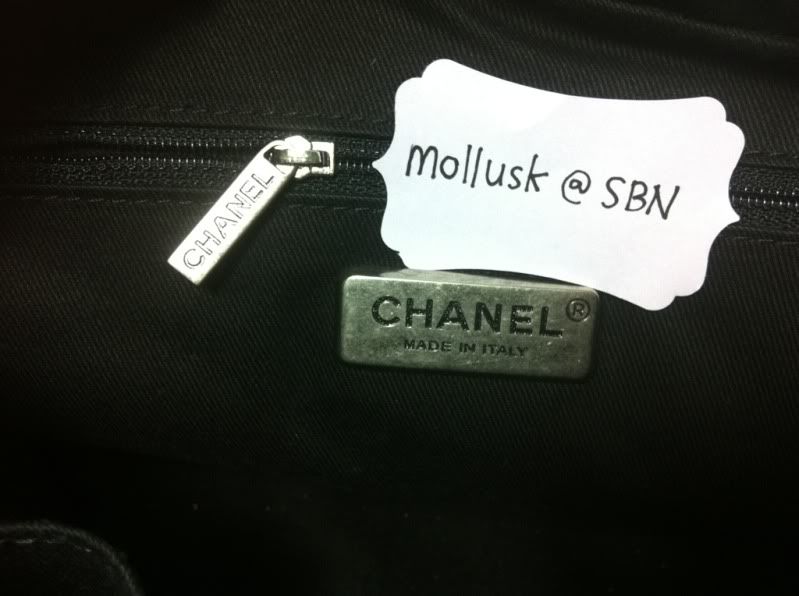 mollusk @ SBN
CHANEL
CHANEL®
MADE IN ITALY